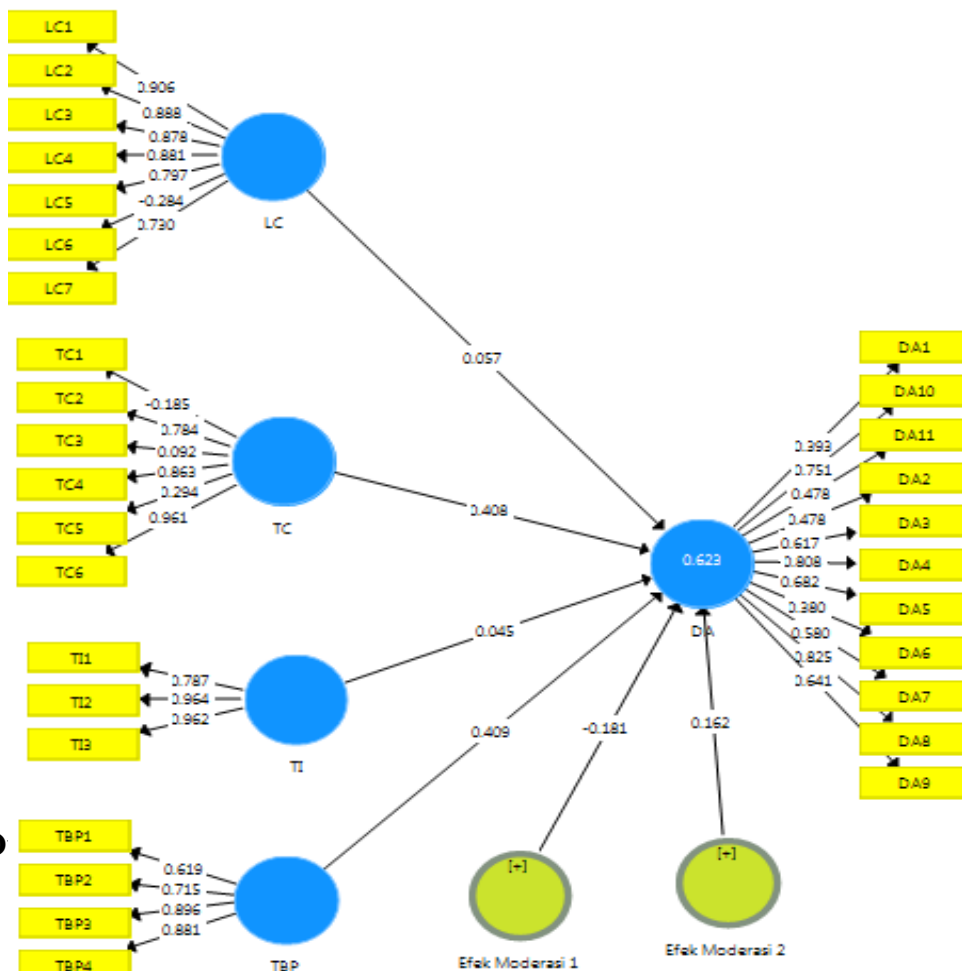 LC1
LC2
LC3
LC4
LC5
LC6
LC7
0.906
0.888
0.878
0.881
0.797
-0.284
0.730
LC
0.057
TC1
TC2
TC3
TC4
TC5
TC6
-0.185
0.784
0.092
0.863
0.294
0.961
TC
0.408
TI1
TI2
TI3
0.787
0.964
0.962
TI
0.045
TBP1
TBP2
TBP3
TBP4
0.619
0.715
0.896
0.881
TBP
0.409
[+]
Efek Moderasi 1
-0.181
[+]
Efek Moderasi 2
0.162
0.623
DA
0.393
0.751
0.478
0.478
0.617
0.808
0.682
0.380
0.580
0.825
0.641
DA1
DA10
DA11
DA2
DA3
DA4
DA5
DA6
DA7
DA8
DA9